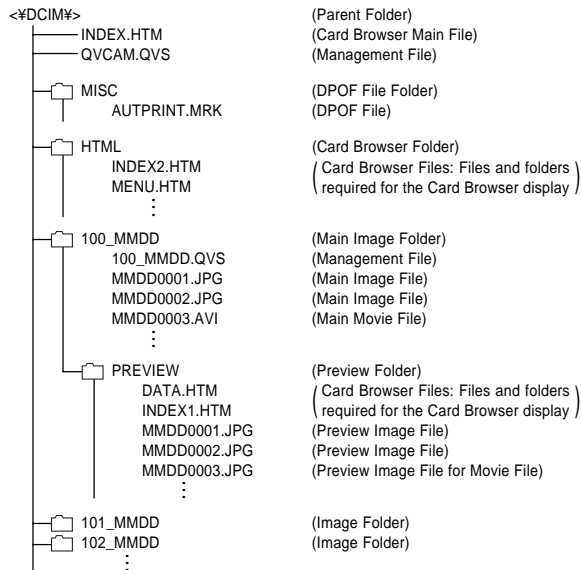 <¥DCIM¥> (Parent Folder)
INDEX.HTM (Card Browser Main File)
QVCAM.QVS (Management File)
MISC (DPOF File Folder)
AUTPRINT.MRK (DPOF File)
HTML (Card Browser Folder)
INDEX2.HTM (Card Browser Files: Files and folders
MENU.HTM required for the Card Browser display)
⋮
100_MMDD (Main Image Folder)
100_MMDD.QVS (Management File)
MMDD0001.JPG (Main Image File)
MMDD0002.JPG (Main Image File)
MMDD0003.AVI (Main Movie File)
⋮
PREVIEW (Preview Folder)
DATA.HTM (Card Browser Files: Files and folders
INDEX1.HTM required for the Card Browser display)
MMDD0001.JPG (Preview Image File)
MMDD0002.JPG (Preview Image File)
MMDD0003.JPG (Preview Image File for Movie File)
⋮
101_MMDD (Image Folder)
102_MMDD (Image Folder)
⋮